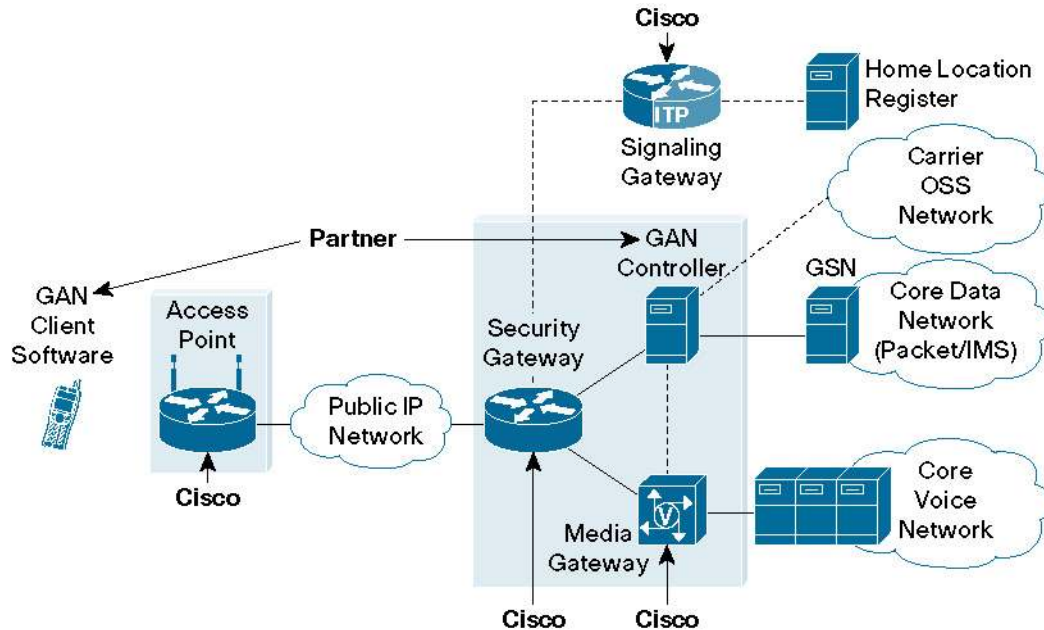 Cisco
ITP
Signaling
Gateway
Home Location
Register
Carrier
OSS
Network
Partner
GAN
Controller
GSN
Core Data
Network
(Packet/IMS)
GAN
Client
Software
Access
Point
Security
Gateway
Public IP
Network
Cisco
V
Media
Gateway
Core
Voice
Network
Cisco
Cisco